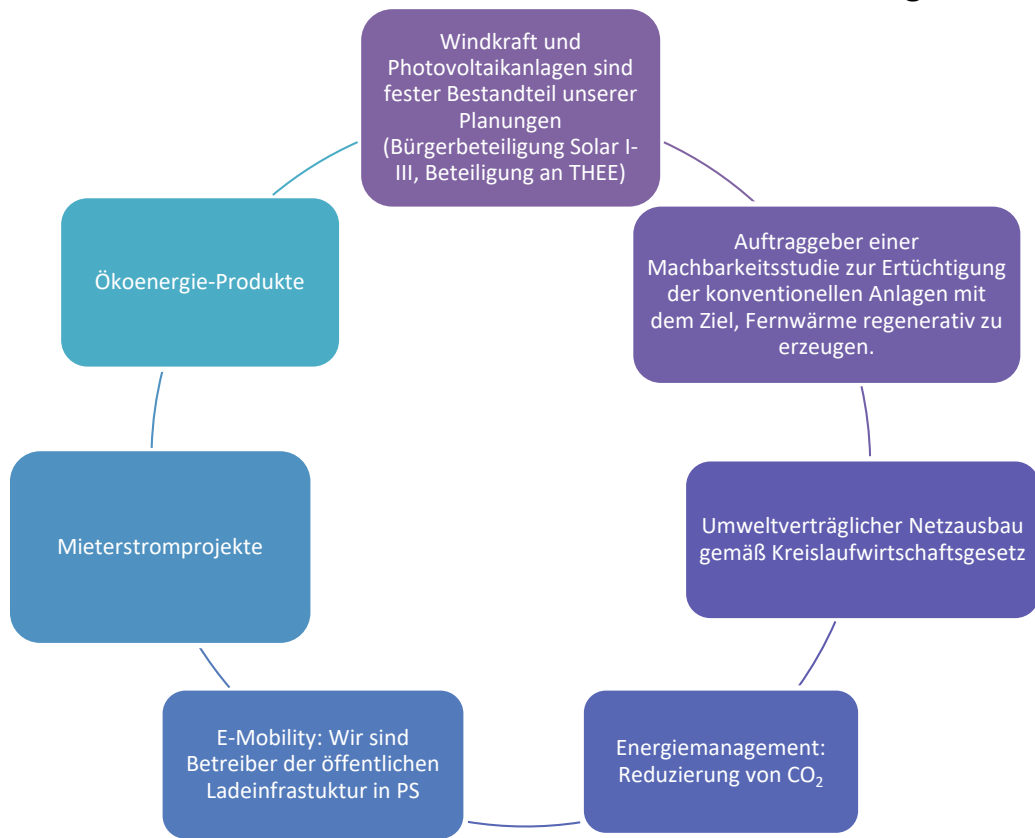 Windkraft und
Photovoltaikanlagen sind
fester Bestandteil unserer
Planungen
(Bürgerbeteiligung Solar I-
III, Beteiligung an THEE)
Auftraggeber einer
Machbarkeitsstudie zur Ertüchtigung
der konventionellen Anlagen mit
dem Ziel, Fernwärme regenerativ zu
erzeugen.
Umweltverträglicher Netzausbau
gemäß Kreislaufwirtschaftsgesetz
Energiemanagement:
Reduzierung von CO₂
E-Mobility: Wir sind
Betreiber der öffentlichen
Ladeinfrastuktur in PS
Mieterstromprojekte
Ökoenergie-Produkte